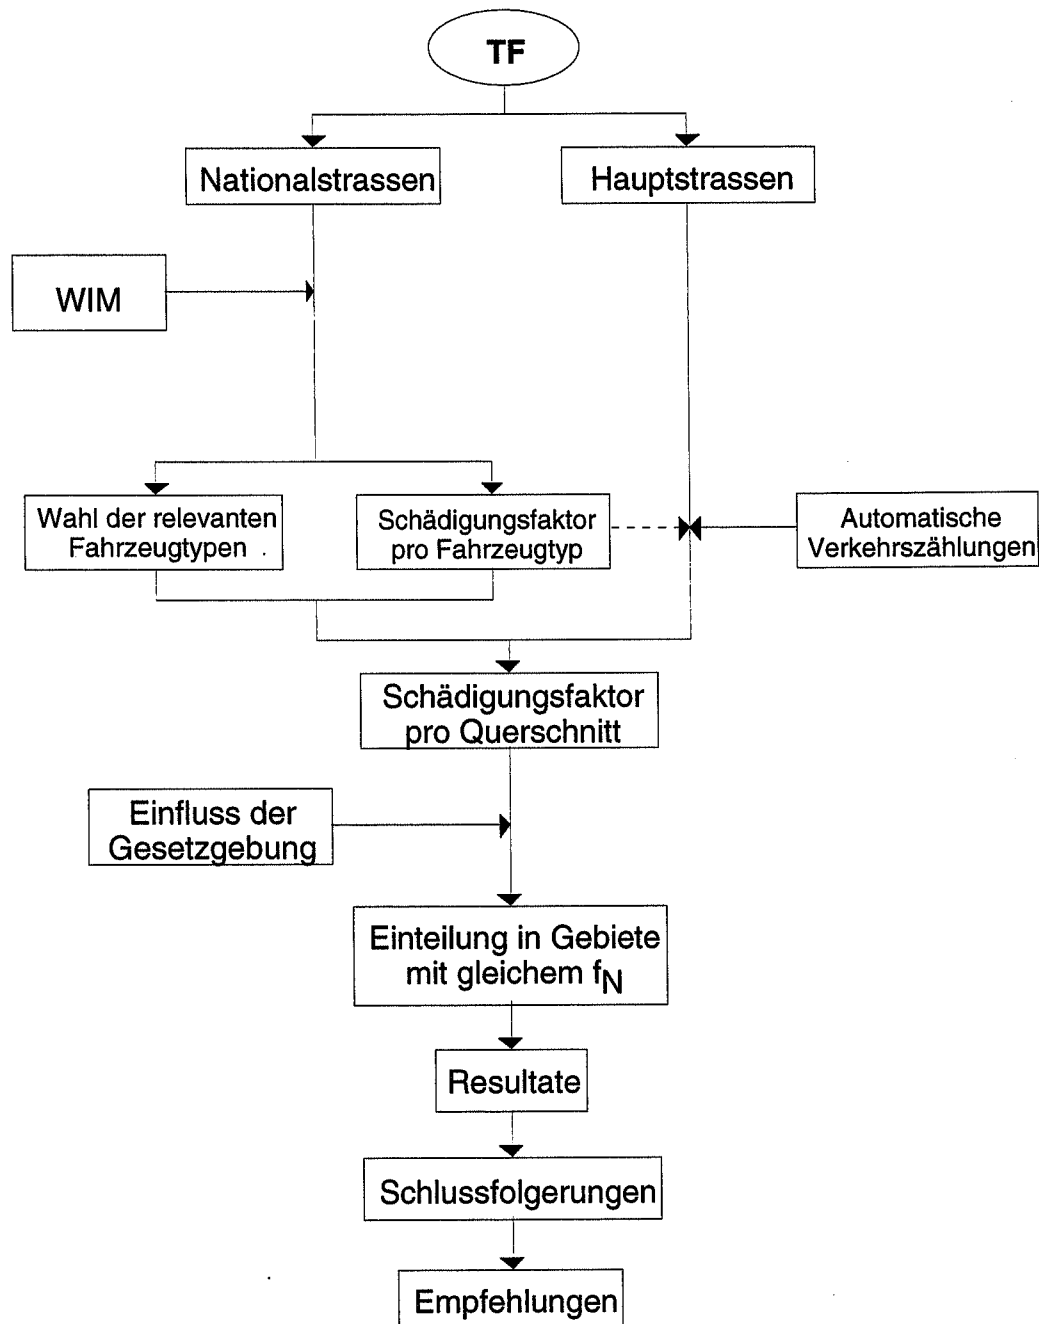 TF
Nationalstrassen
Hauptstrassen
WIM
Wahl der relevanten
Fahrzeugtypen
Schädigungsfaktor
pro Fahrzeugtyp
Automatische
Verkehrszählungen
Schädigungsfaktor
pro Querschnitt
Einfluss der
Gesetzgebung
Einteilung in Gebiete
mit gleichem fN
Resultate
Schlussfolgerungen
Empfehlungen